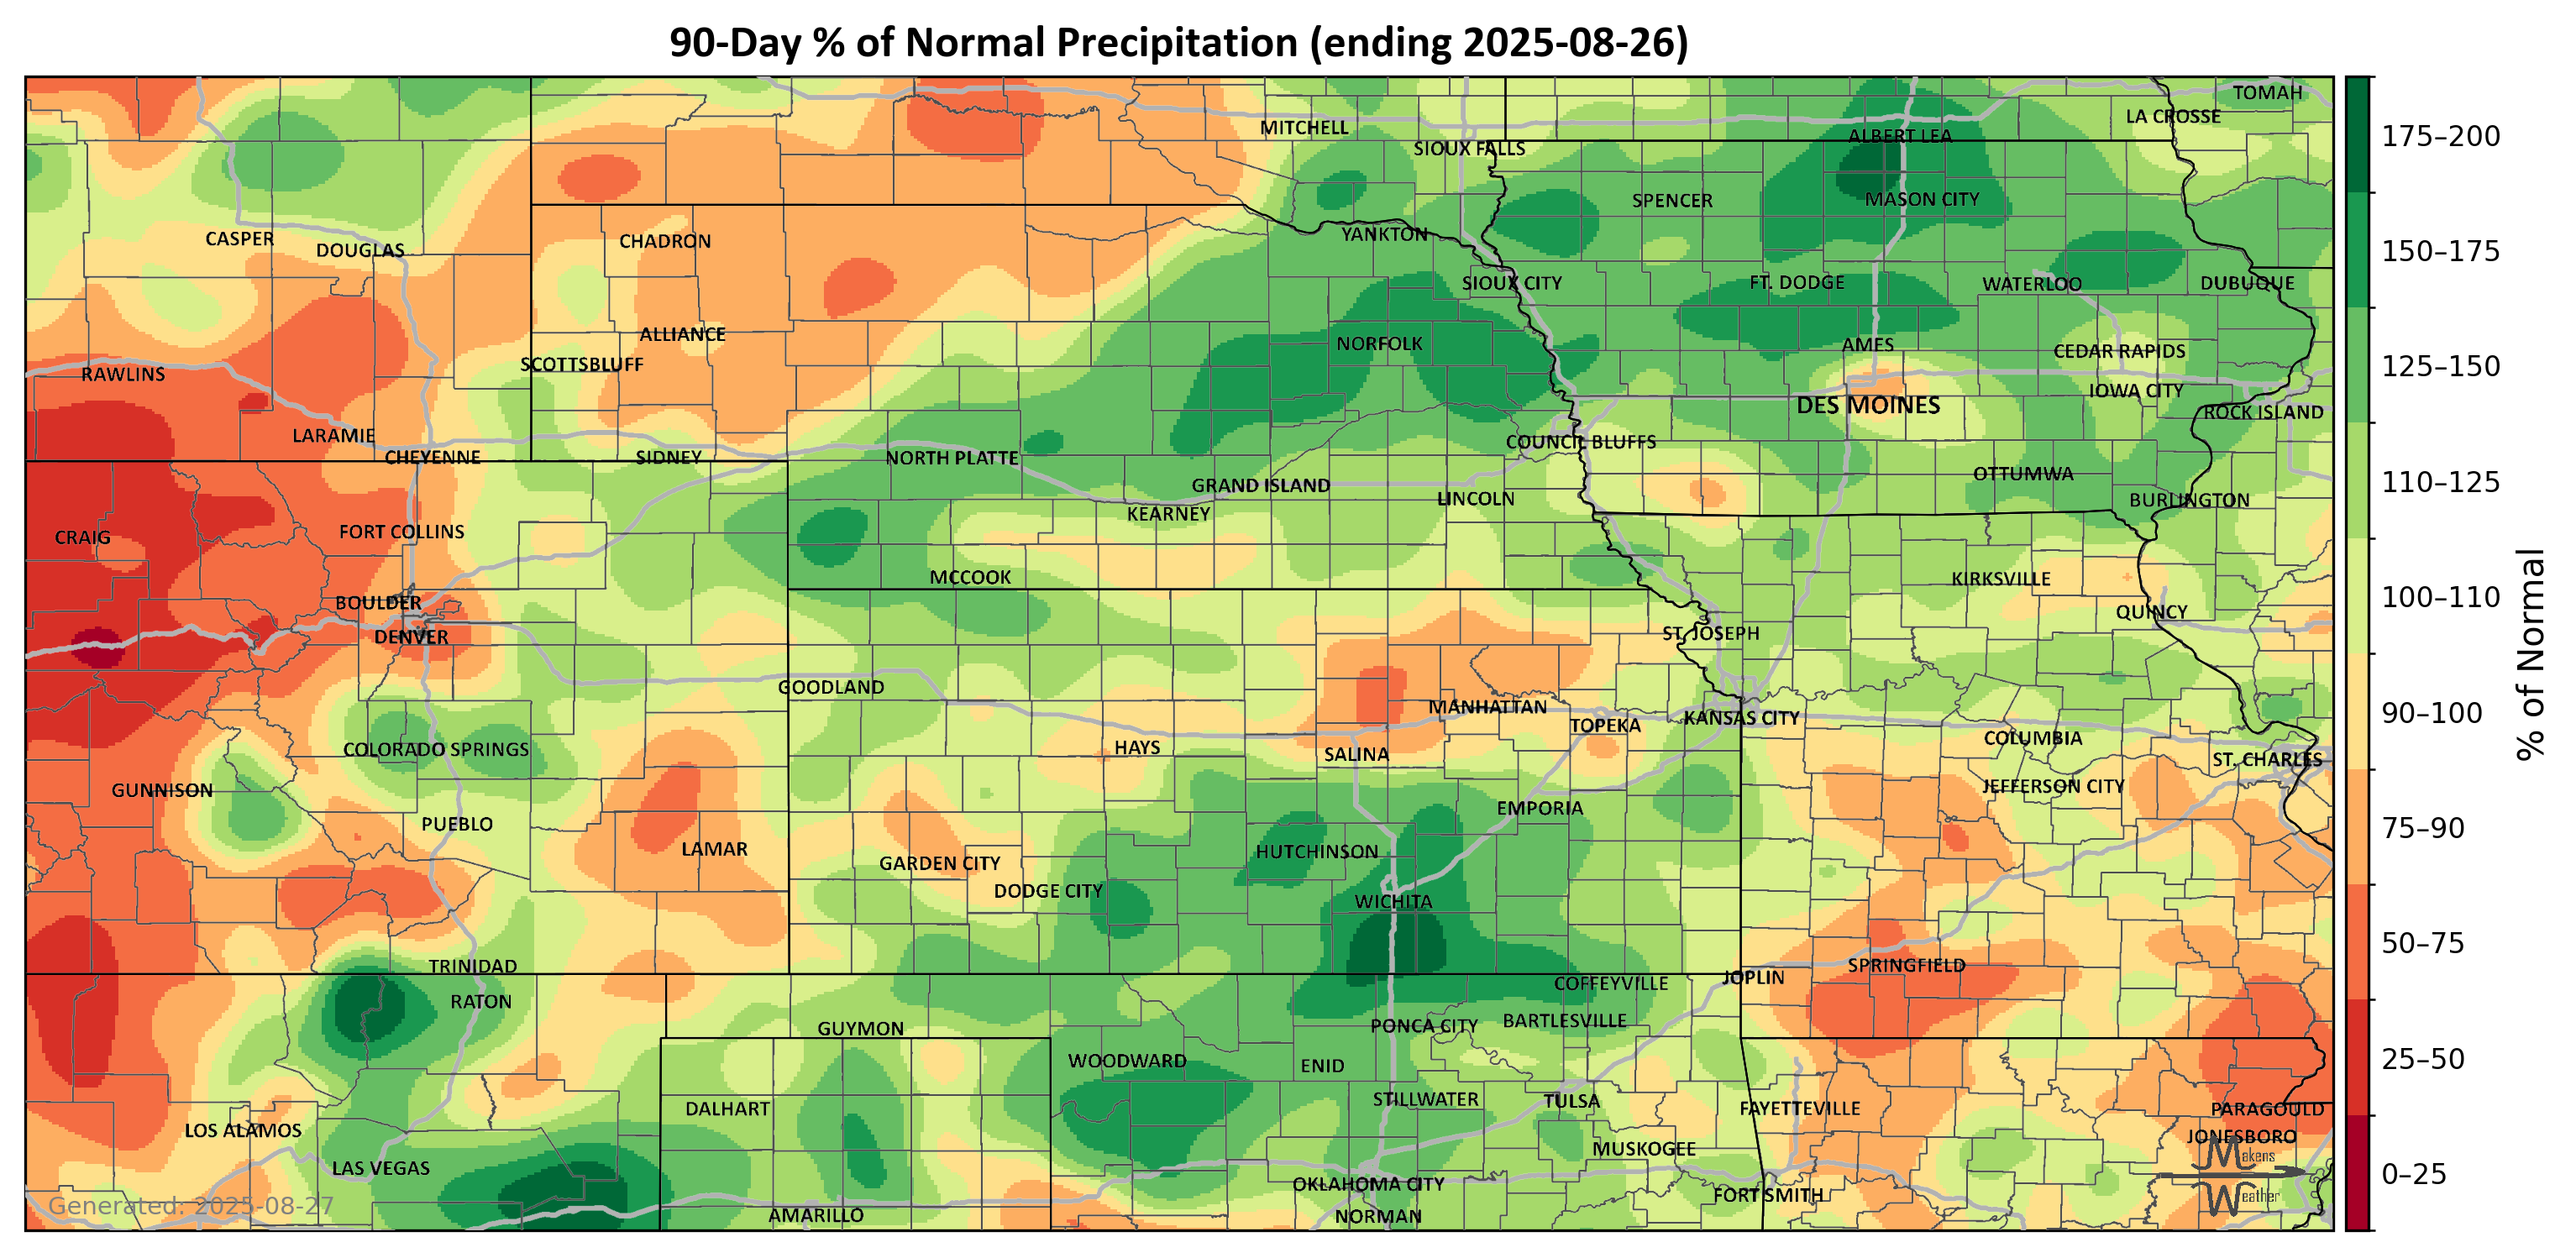 90-Day % of Normal Precipitation (ending 2025-08-26)
TOMAH
LA CROSSE
MITCHELL
ALBERT LEA
SIOUX FALLS
SPENCER
MASON CITY
YANKTON
CASPER
CHADRON
DOUGLAS
SIOUX CITY
FT. DODGE
WATERLOO
DUBUQUE
ALLIANCE
NORFOLK
AMES
CEDAR RAPIDS
SCOTTSBLUFF
RAWLINS
IOWA CITY
DES MOINES
ROCK ISLAND
LARAMIE
COUNCIL BLUFFS
CHEYENNE
SIDNEY
NORTH PLATTE
OTTUMWA
GRAND ISLAND
LINCOLN
BURLINGTON
KEARNEY
FORT COLLINS
CRAIG
MCCOOK
KIRKSVILLE
BOULDER
QUINCY
DENVER
ST. JOSEPH
GOODLAND
MANHATTAN
KANSAS CITY
TOPEKA
COLUMBIA
COLORADO SPRINGS
HAYS
SALINA
ST. CHARLES
GUNNISON
JEFFERSON CITY
EMPORIA
PUEBLO
LAMAR
HUTCHINSON
GARDEN CITY
DODGE CITY
WICHITA
TRINIDAD
SPRINGFIELD
JOPLIN
COFFEYVILLE
RATON
BARTLESVILLE
GUYMON
PONCA CITY
WOODWARD
ENID
STILLWATER
TULSA
DALHART
FAYETTEVILLE
PARAGOULD
LOS ALAMOS
JONESBORO
MUSKOGEE
LAS VEGAS
OKLAHOMA CITY
FORT SMITH
AMARILLO
NORMAN
Makens
Weather
Generated: 2025-08-27
175–200
150–175
125–150
110–125
100–110
90–100
75–90
50–75
25–50
0–25
% of Normal